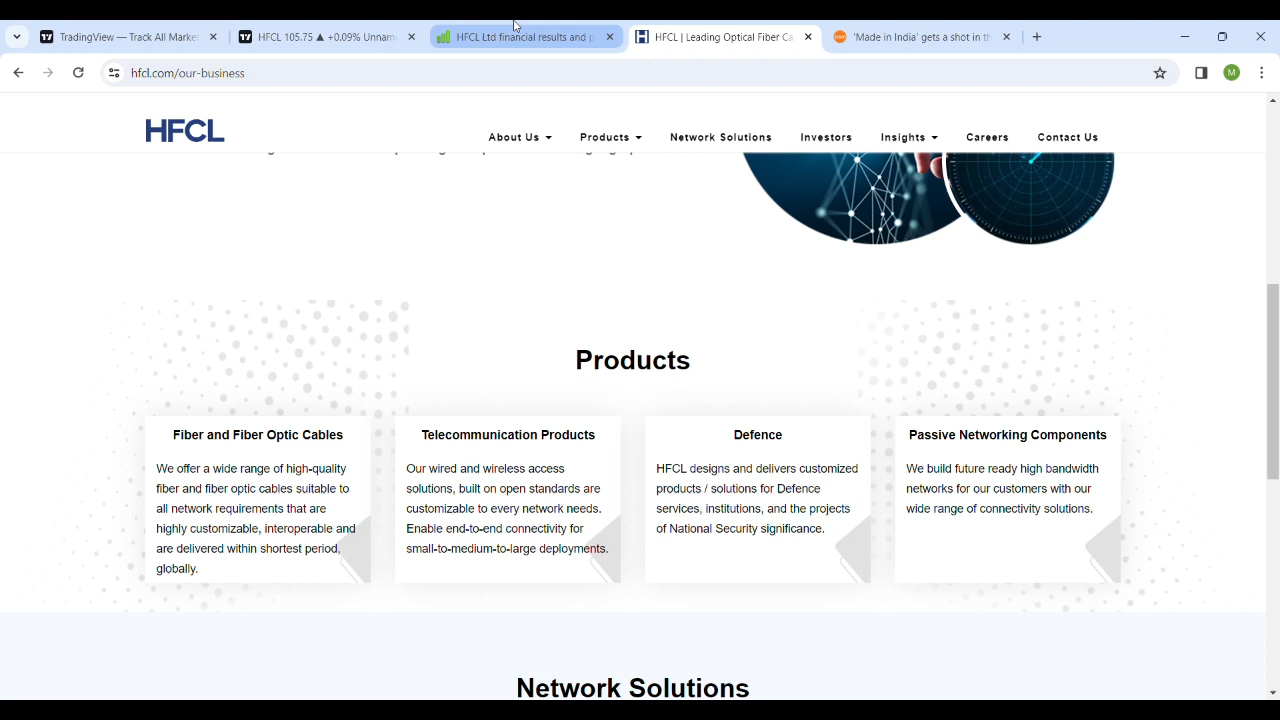 TradingView — Track All Market
HFCL 105.75 ▲ +0.09% Unnam
HFCL Ltd financial results and p
HFCL | Leading Optical Fiber Ca
'Made in India' gets a shot in th
hfcl.com/our-business
M
HFCL
About Us
Products
Network Solutions
Investors
Insights
Careers
Contact Us
Products
Fiber and Fiber Optic Cables
We offer a wide range of high-quality
fiber and fiber optic cables suitable to
all network requirements that are
highly customizable, interoperable and
are delivered within shortest period,
globally.
Telecommunication Products
Our wired and wireless access
solutions, built on open standards are
customizable to every network needs.
Enable end-to-end connectivity for
small-to-medium-to-large deployments.
Defence
HFCL designs and delivers customized
products / solutions for Defence
services, institutions, and the projects
of National Security significance.
Passive Networking Components
We build future ready high bandwidth
networks for our customers with our
wide range of connectivity solutions.
Network Solutions